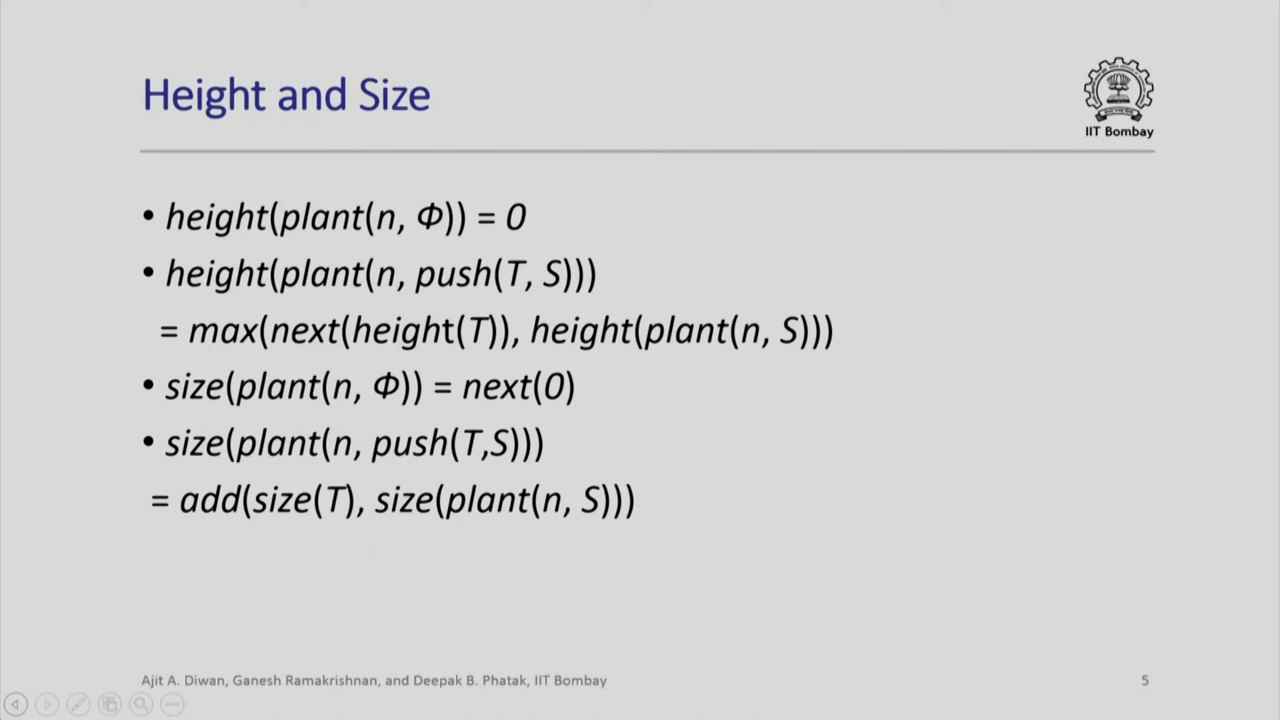 Height and Size
IIT Bombay
• height(plant(n, Φ)) = 0
• height(plant(n, push(T, S)))
= max(next(height(T)), height(plant(n, S)))
• size(plant(n, Φ)) = next(0)
• size(plant(n, push(T,S)))
= add(size(T), size(plant(n, S)))
Ajit A. Diwan, Ganesh Ramakrishnan, and Deepak B. Phatak, IIT Bombay
5